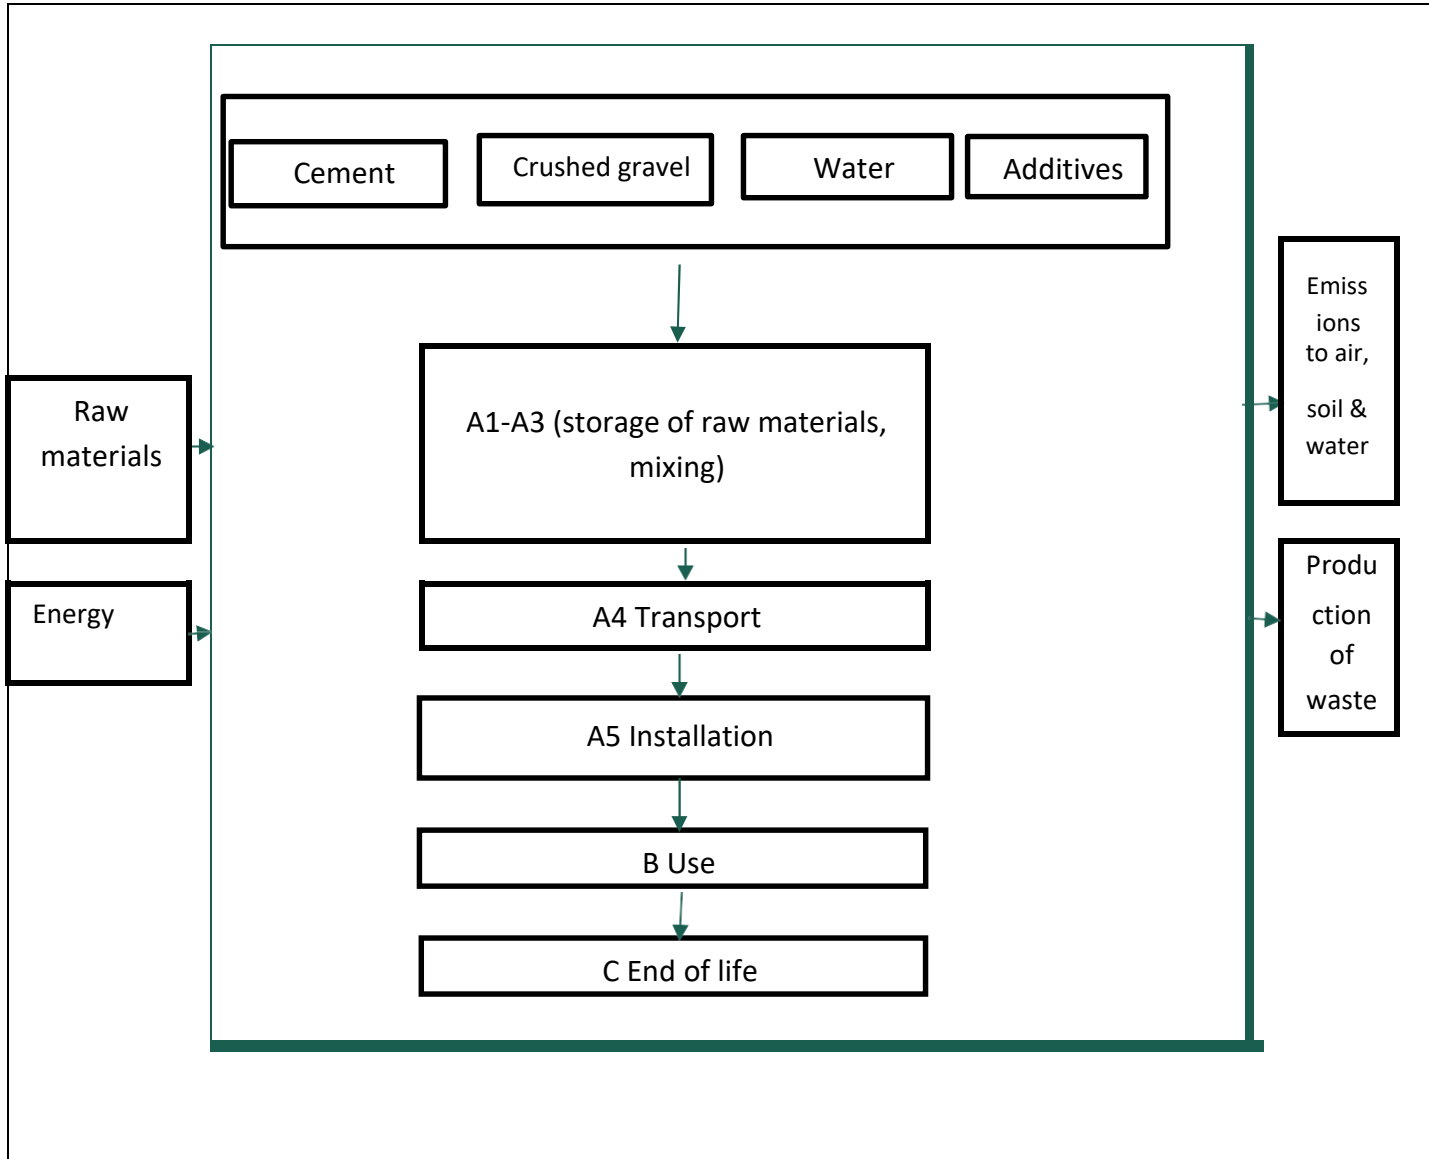 Cement
Crushed gravel
Water
Additives
Raw
materials
Energy
A1-A3 (storage of raw materials,
mixing)
A4 Transport
A5 Installation
B Use
C End of life
Emiss
ions
to air,
soil &
water
Produ
ction
of
waste